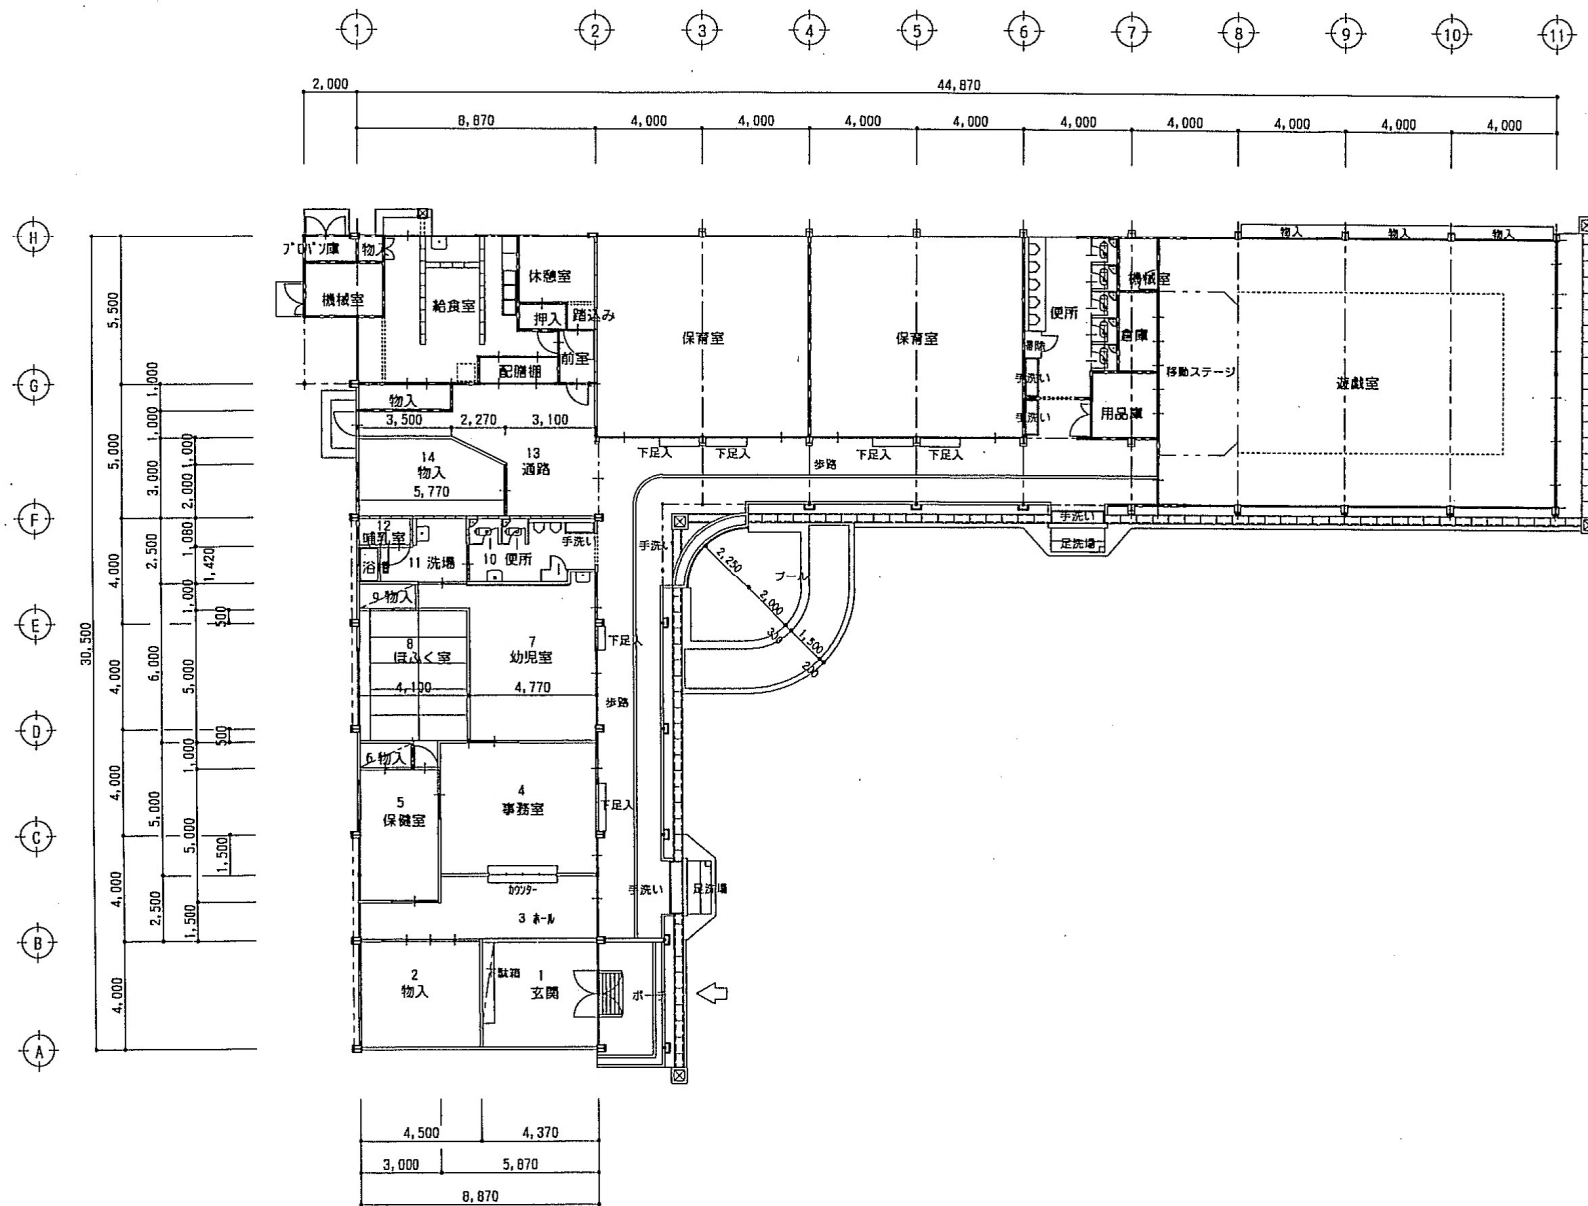 1 2 3 4 5 6 7 8 9 10 11
2,000 44,870
8,870 4,000 4,000 4,000 4,000 4,000 4,000 4,000 4,000
H
G
F
E
D
C
B
A
30,500
5,500
5,000
4,000
4,000
4,000
4,000
4,000
1,000
1,000
3,000
2,500
6,000
5,000
2,500
1,000
2,000
1,080
1,000
5,000
1,000
5,000
1,500
1,420
500
500
1,500
プロパン庫
物入
機械室
給食室
休憩室
押入
踏込み
前室
配膳棚
物入
3,500 2,270 3,100
14
物入
5,770
13
通路
保育室
保育室
便所
掃除
手洗い
手洗い
機械室
倉庫
用品庫
移動ステージ
遊戯室
物入 物入 物入
下足入 下足入 下足入 下足入
歩路
手洗い
足洗場
12
哺乳室
浴槽
11 洗場
10 便所
手洗い
手洗い
プール
2,250
2,000
300
1,500
200
9 物入
8
ほふく室
4,100
7
幼児室
4,770
下足入
歩路
6 物入
5
保健室
4
事務室
下足入
カウンター
3 ホール
手洗い
足洗場
2
物入
駄箱
1
玄関
4,500 4,370
3,000 5,870
8,870